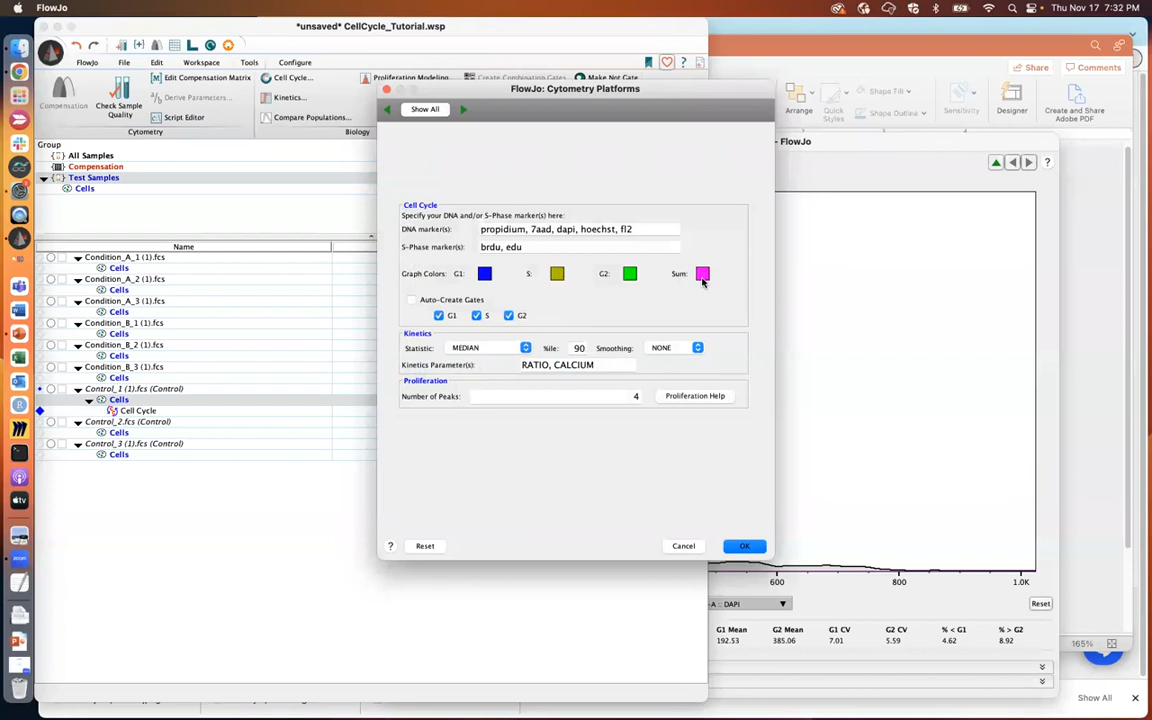 FlowJo
Thu Nov 17 7:32 PM
*unsaved* CellCycle_Tutorial.wsp
FlowJo File Edit Workspace Tools Configure
Share Comments
Compensation
Check Sample Quality
Edit Compensation Matrix
Derive Parameters...
Script Editor
Cytometry
Cell Cycle...
Kinetics...
Compare Populations...
Biology
Proliferation Modeling
Create Combination Gates
Make Not Gate
Arrange
Quick Styles
Shape Fill
Shape Outline
Sensitivity
Designer
Create and Share Adobe PDF
Group
All Samples
Compensation
Test Samples
Cells
Name
Condition_A_1 (1).fcs
Cells
Condition_A_2 (1).fcs
Cells
Condition_A_3 (1).fcs
Cells
Condition_B_1 (1).fcs
Cells
Condition_B_2 (1).fcs
Cells
Condition_B_3 (1).fcs
Cells
Control_1 (1).fcs (Control)
Cells
Cell Cycle
Control_2.fcs (Control)
Cells
Control_3 (1).fcs (Control)
Cells
FlowJo: Cytometry Platforms
Show All
Cell Cycle
Specify your DNA and/or S-Phase marker(s) here:
DNA marker(s): propidium, 7aad, dapi, hoechst, fl2
S-Phase marker(s): brdu, edu
Graph Colors: G1: S: G2: Sum:
Auto-Create Gates
G1 S G2
Kinetics
Statistic: MEDIAN %ile: 90 Smoothing: NONE
Kinetics Parameter(s): RATIO, CALCIUM
Proliferation
Number of Peaks: 4 Proliferation Help
? Reset Cancel OK
- FlowJo
?
600 800 1.0K
-A :: DAPI
Reset
G1 Mean G2 Mean G1 CV G2 CV % < G1 % > G2
192.53 385.06 7.01 5.59 4.62 8.92
165%
Show All